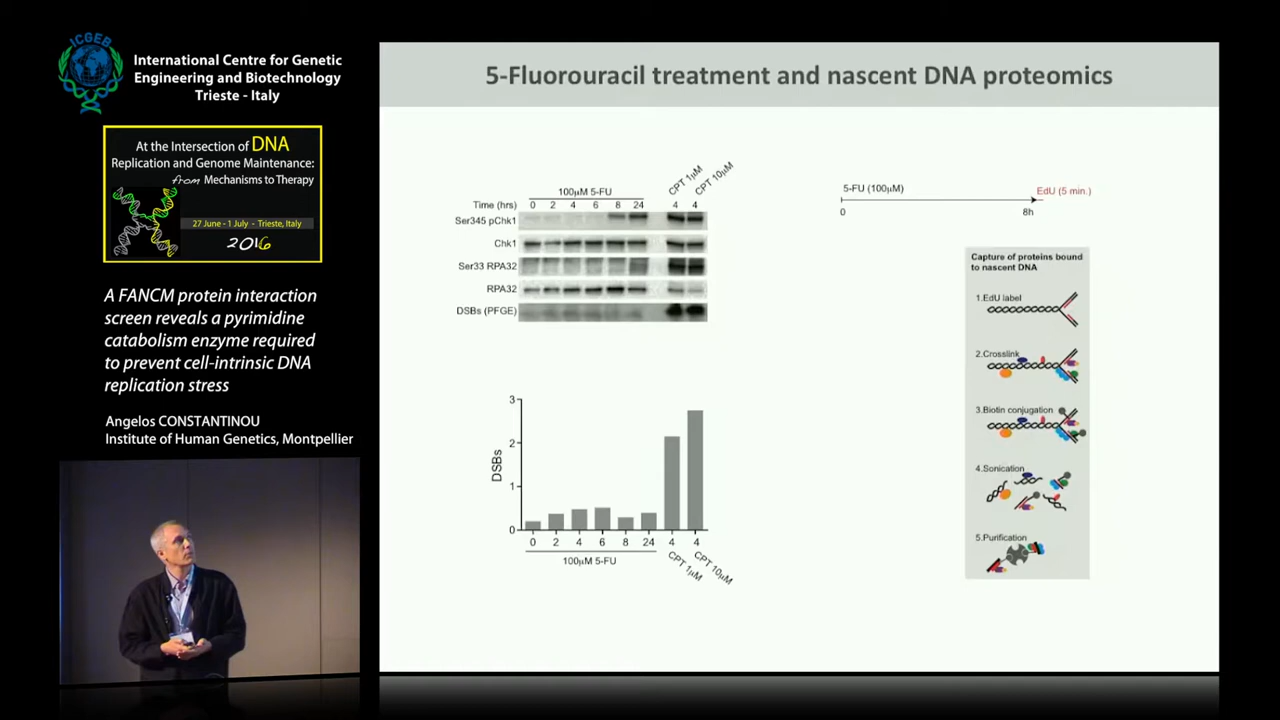 ICGEB
International Centre for Genetic
Engineering and Biotechnology
Trieste - Italy
At the Intersection of DNA
Replication and Genome Maintenance:
from Mechanisms to Therapy
27 June - 1 July - Trieste, Italy
2016
A FANCM protein interaction
screen reveals a pyrimidine
catabolism enzyme required
to prevent cell-intrinsic DNA
replication stress
Angelos CONSTANTINOU
Institute of Human Genetics, Montpellier
5-Fluorouracil treatment and nascent DNA proteomics
100µM 5-FU
CPT 1µM
CPT 10µM
Time (hrs) 0 2 4 6 8 24 4 4
Ser345 pChk1
Chk1
Ser33 RPA32
RPA32
DSBs (PFGE)
DSBs
3
2
1
0
0 2 4 6 8 24 4 4
100µM 5-FU
CPT 1µM
CPT 10µM
5-FU (100µM)
EdU (5 min.)
0 8h
Capture of proteins bound
to nascent DNA
1.EdU label
2.Crosslink
3.Biotin conjugation
4.Sonication
5.Purification